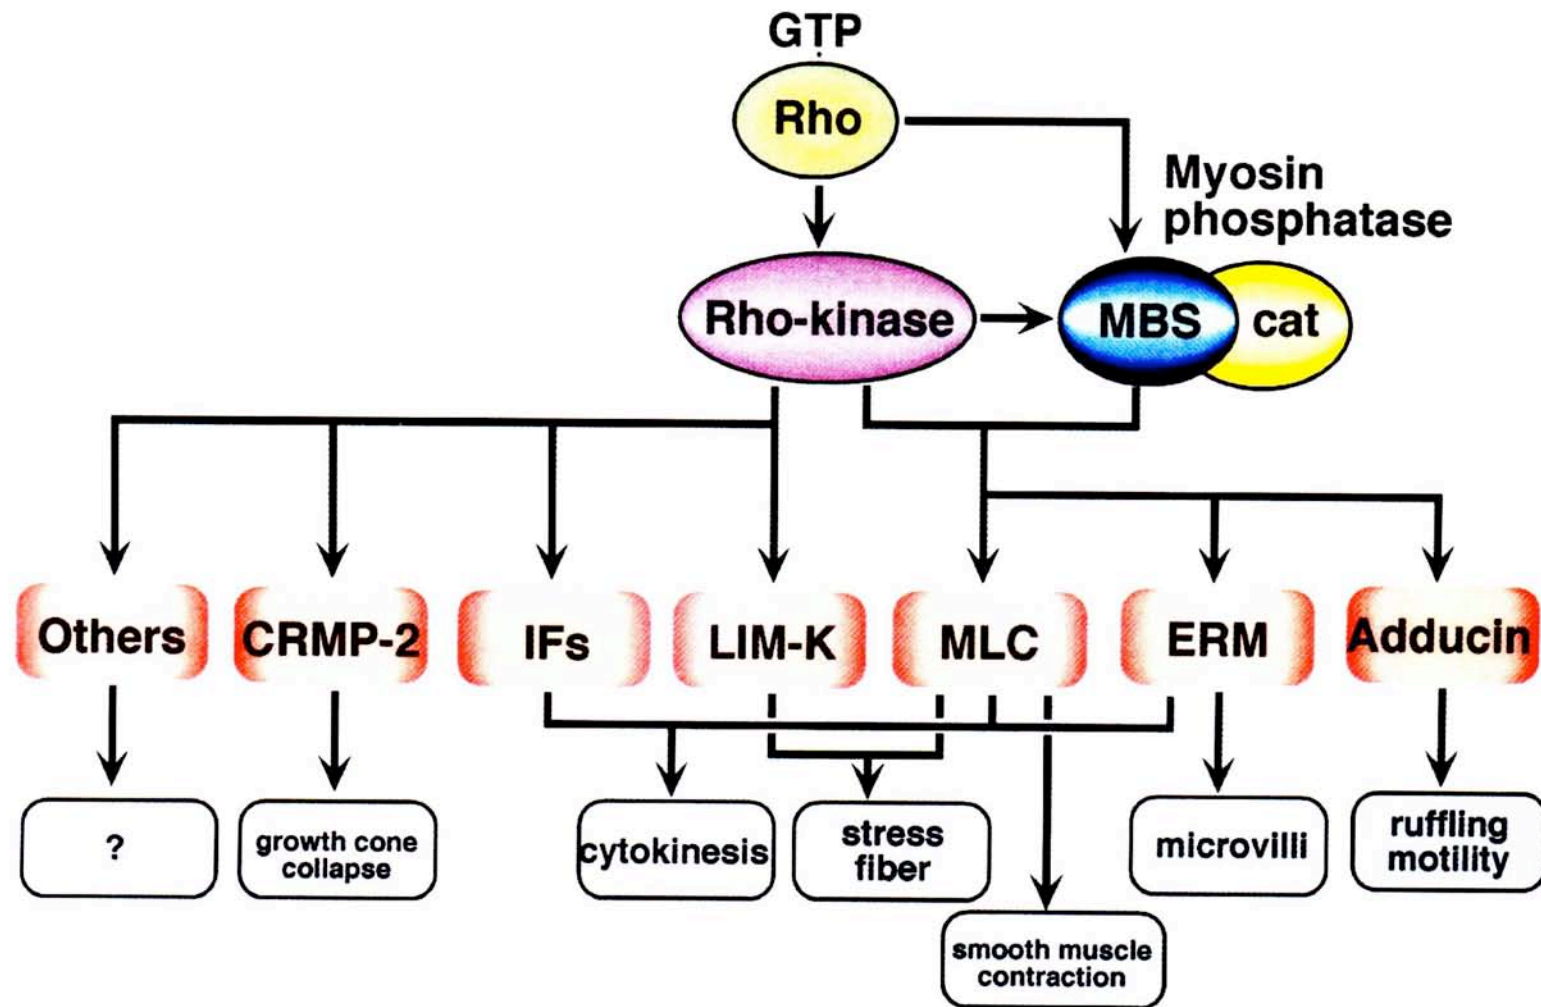 GTP
Rho
Myosin
phosphatase
Rho-kinase
MBS
cat
Others
CRMP-2
IFs
LIM-K
MLC
ERM
Adducin
?
growth cone
collapse
cytokinesis
stress
fiber
microvilli
ruffling
motility
smooth muscle
contraction